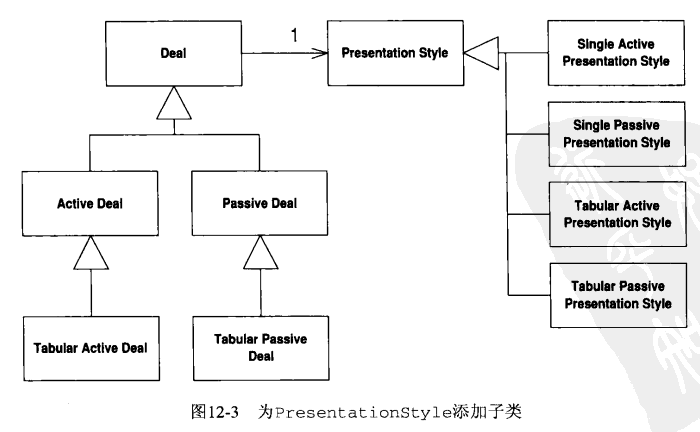 1
Deal
Presentation Style
Single Active
Presentation Style
Single Passive
Presentation Style
Active Deal
Passive Deal
Tabular Active
Presentation Style
Tabular Passive
Presentation Style
Tabular Active Deal
Tabular Passive
Deal
图12-3 为PresentationStyle添加子类